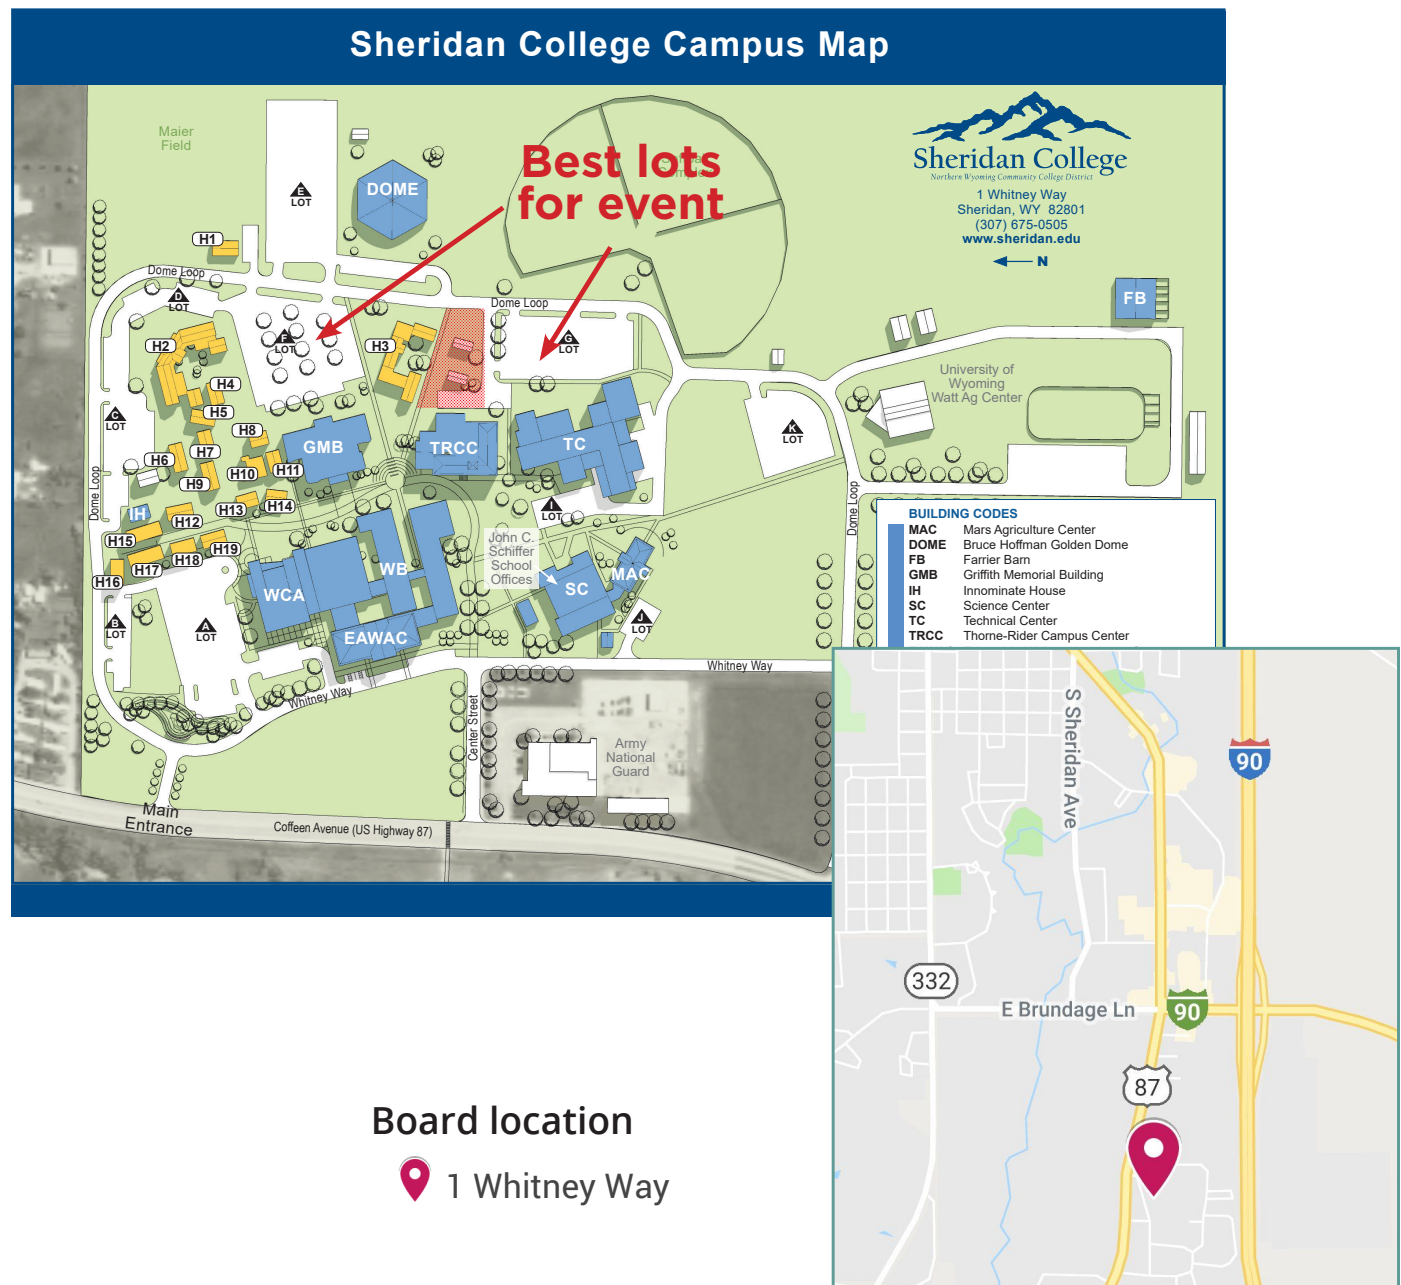 Sheridan College Campus Map
Maier
Field
Best lots
for event
Sheridan College
Northern Wyoming Community College District
1 Whitney Way
Sheridan, WY 82801
(307) 675-0505
www.sheridan.edu
N
E
LOT
DOME
H1
Dome Loop
D
LOT
Dome Loop
FB
F
LOT
H2
H3
G
LOT
University of
Wyoming
Watt Ag Center
H4
C
LOT
H5
K
LOT
H8
GMB
TRCC
TC
H7
H6
H10
H11
H9
Dome Loop
Dome Loop
H13
H14
I
LOT
IH
H12
H15
H19
H18
H17
H16
John C.
Schiffer
School
Offices
WB
WCA
SC
MAC
EAWAC
B
LOT
A
LOT
J
LOT
BUILDING CODES
MAC Mars Agriculture Center
DOME Bruce Hoffman Golden Dome
FB Farrier Barn
GMB Griffith Memorial Building
IH Innominate House
SC Science Center
TC Technical Center
TRCC Thorne-Rider Campus Center
Whitney Way
Whitney Way
Center Street
Army
National
Guard
Main
Entrance
Coffeen Avenue (US Highway 87)
S Sheridan Ave
90
332
E Brundage Ln
90
87
Board location
1 Whitney Way